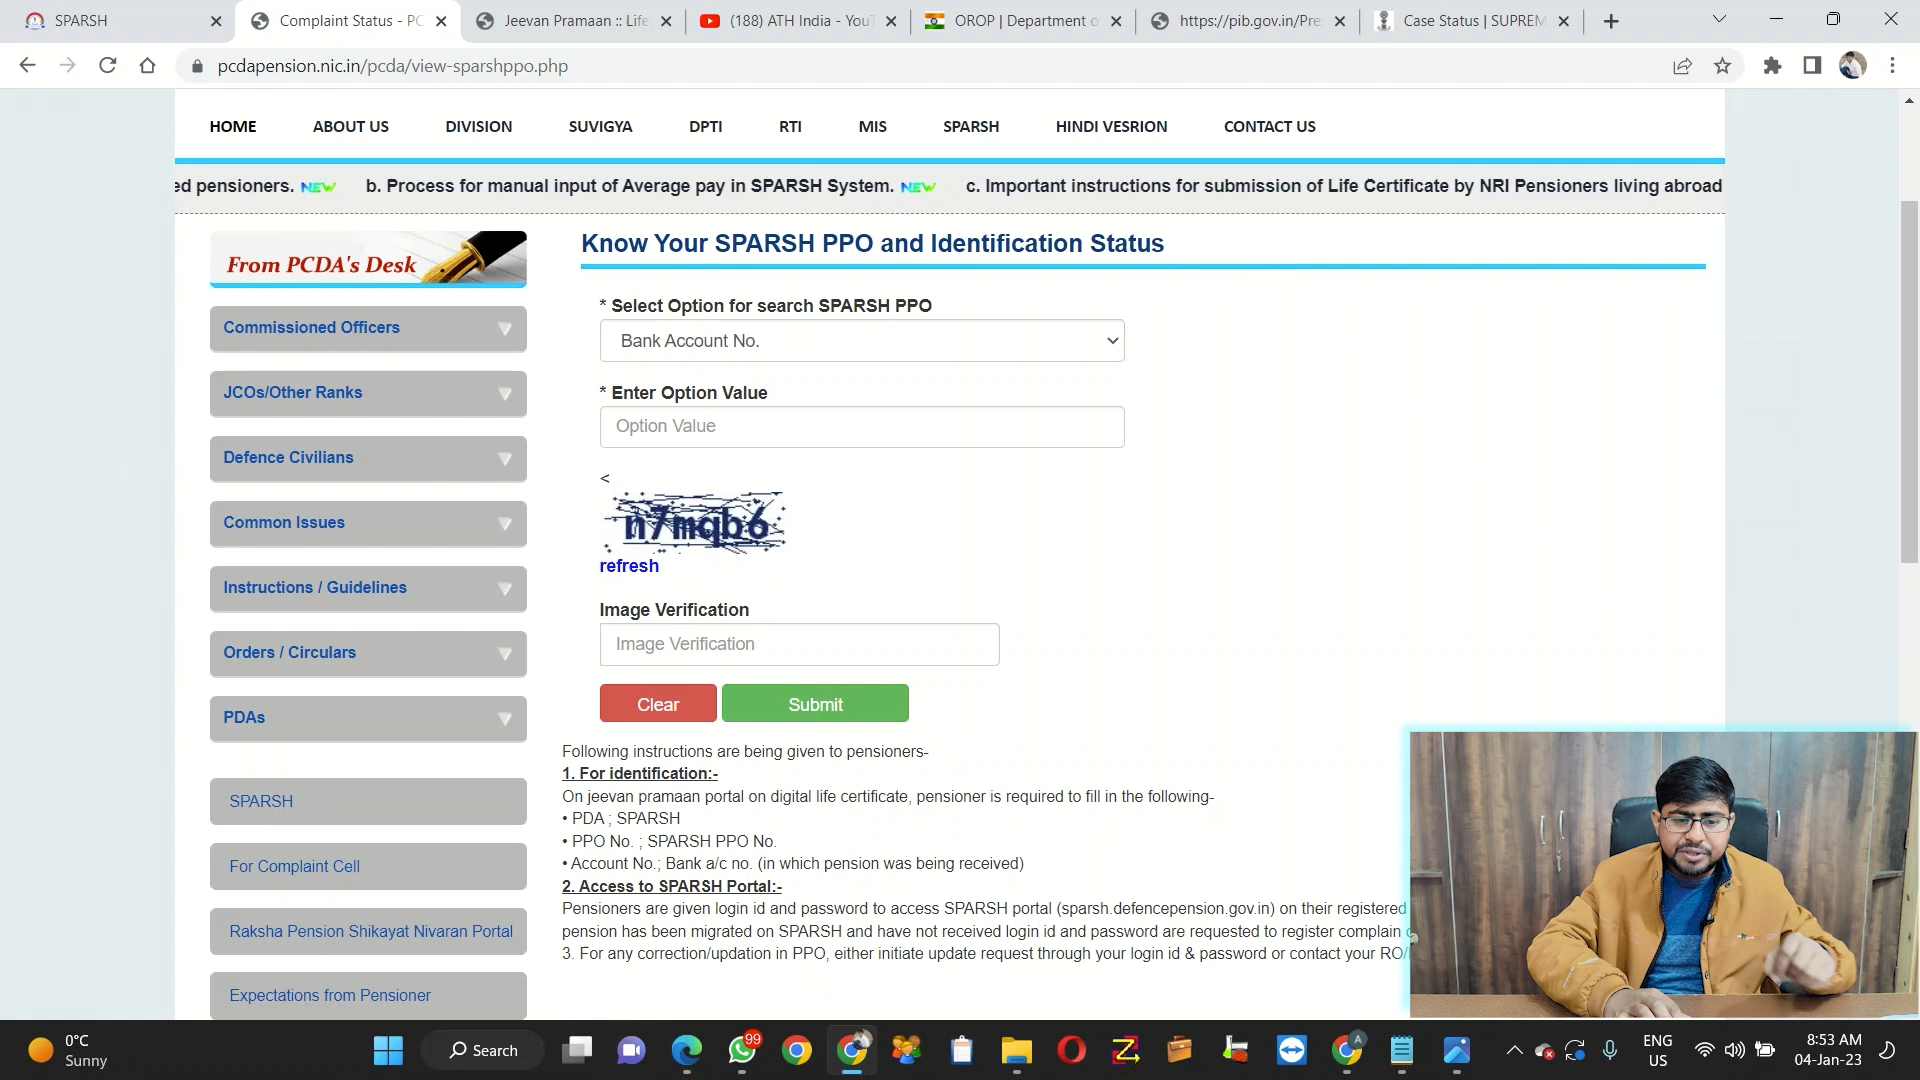 SPARSH
Complaint Status - PC
Jeevan Pramaan :: Life
(188) ATH India - YouT
OROP | Department o
https://pib.gov.in/Pre
Case Status | SUPREM
pcdapension.nic.in/pcda/view-sparshppo.php
HOME ABOUT US DIVISION SUVIGYA DPTI RTI MIS SPARSH HINDI VESRION CONTACT US
ed pensioners. NEW b. Process for manual input of Average pay in SPARSH System. NEW c. Important instructions for submission of Life Certificate by NRI Pensioners living abroad
From PCDA's Desk
Commissioned Officers
JCOs/Other Ranks
Defence Civilians
Common Issues
Instructions / Guidelines
Orders / Circulars
PDAs
SPARSH
For Complaint Cell
Raksha Pension Shikayat Nivaran Portal
Expectations from Pensioner
Know Your SPARSH PPO and Identification Status
* Select Option for search SPARSH PPO
Bank Account No.
* Enter Option Value
Option Value
<
n7mqb6
refresh
Image Verification
Image Verification
Clear Submit
Following instructions are being given to pensioners-
1. For identification:-
On jeevan pramaan portal on digital life certificate, pensioner is required to fill in the following-
• PDA ; SPARSH
• PPO No. ; SPARSH PPO No.
• Account No.; Bank a/c no. (in which pension was being received)
2. Access to SPARSH Portal:-
Pensioners are given login id and password to access SPARSH portal (sparsh.defencepension.gov.in) on their registered
pension has been migrated on SPARSH and have not received login id and password are requested to register complain
3. For any correction/updation in PPO, either initiate update request through your login id & password or contact your RO/
0°C
Sunny
Search
99
A
ENG
US
8:53 AM
04-Jan-23